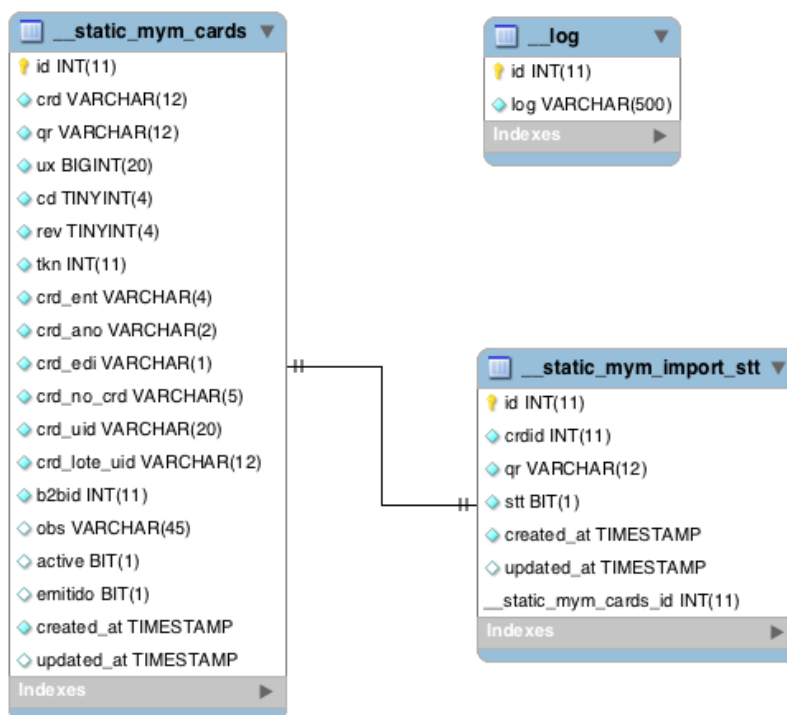 __static_mym_cards
id INT(11)
crd VARCHAR(12)
qr VARCHAR(12)
ux BIGINT(20)
cd TINYINT(4)
rev TINYINT(4)
tkn INT(11)
crd_ent VARCHAR(4)
crd_ano VARCHAR(2)
crd_edi VARCHAR(1)
crd_no_crd VARCHAR(5)
crd_uid VARCHAR(20)
crd_lote_uid VARCHAR(12)
b2bid INT(11)
obs VARCHAR(45)
active BIT(1)
emitido BIT(1)
created_at TIMESTAMP
updated_at TIMESTAMP
Indexes
__log
id INT(11)
log VARCHAR(500)
Indexes
__static_mym_import_stt
id INT(11)
crdid INT(11)
qr VARCHAR(12)
stt BIT(1)
created_at TIMESTAMP
updated_at TIMESTAMP
__static_mym_cards_id INT(11)
Indexes